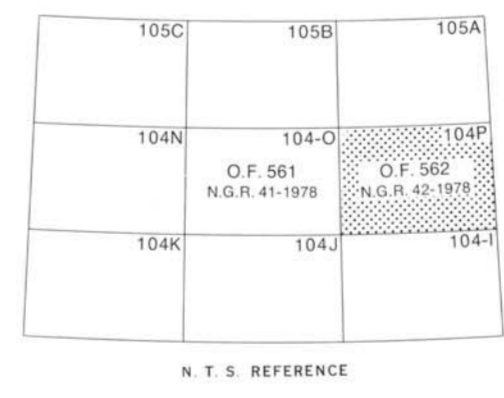 105C 105B 105A
104N 104-O 104P
O.F. 561 O.F. 562
N.G.R. 41-1978 N.G.R. 42-1978
104K 104J 104-I
N. T. S. REFERENCE